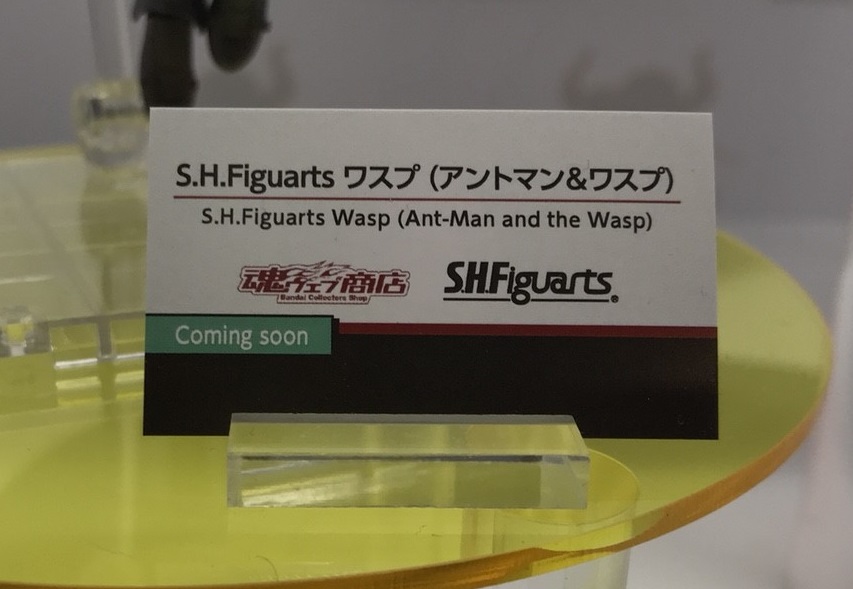 S.H.Figuarts ワスプ (アントマン&ワスプ)
S.H.Figuarts Wasp (Ant-Man and the Wasp)
魂ウェブ商店
Bandai Collectors Shop
S.H.Figuarts®
Coming soon